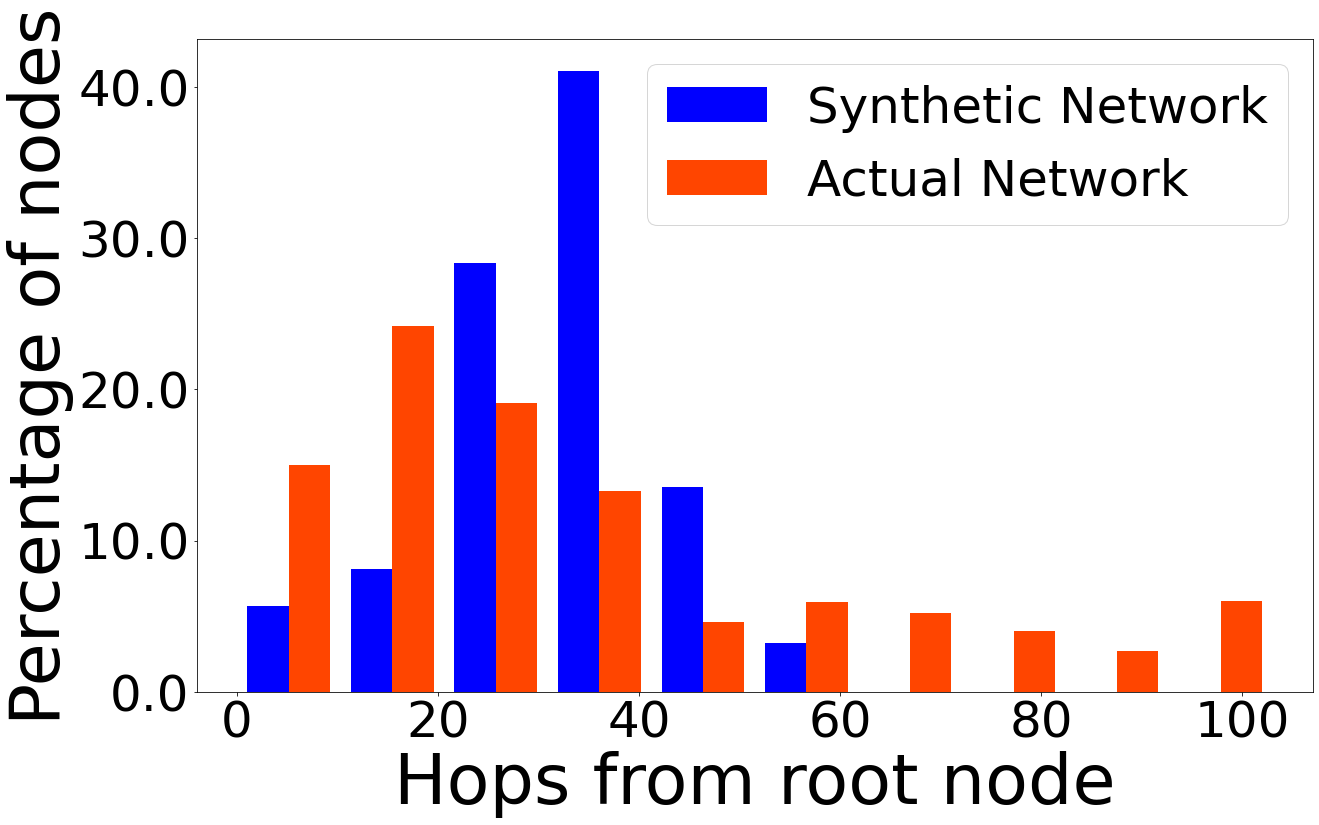 Percentage of nodes
40.0
30.0
20.0
10.0
0.0
Synthetic Network
Actual Network
0 20 40 60 80 100
Hops from root node